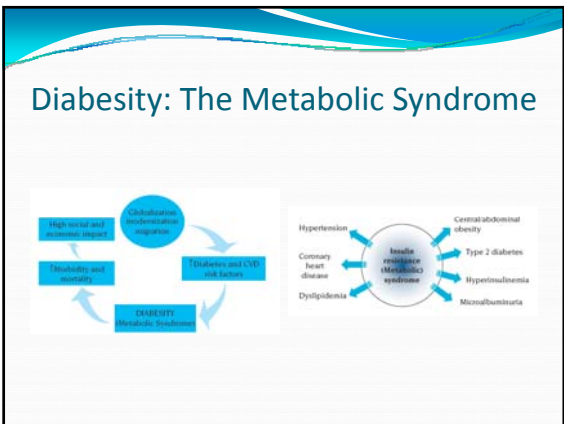 Diabesity: The Metabolic Syndrome
Globalization
modernization
migration
High social and
economic impact
↑Diabetes and CVD
risk factors
↑Morbidity and
mortality
DIABESITY
(Metabolic Syndrome)
Hypertension
Coronary
heart
disease
Dyslipidemia
Insulin
resistance
(Metabolic)
syndrome
Central/abdominal
obesity
Type 2 diabetes
Hyperinsulinemia
Microalbuminuria